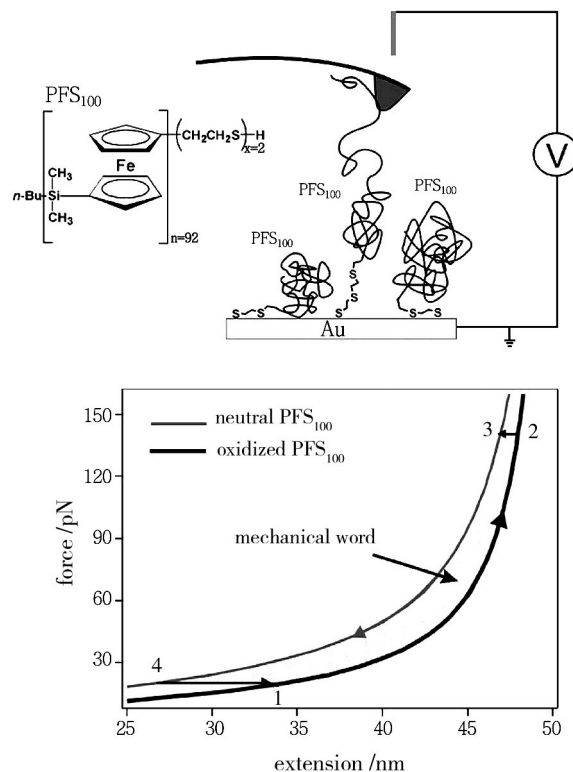 PFS₁₀₀
(CH₂CH₂S)ₓ₌₂H
Fe
CH₃
n-Bu Si
CH₃
n=92
PFS₁₀₀
PFS₁₀₀
PFS₁₀₀
V
S S
S
S
S
S S
Au
neutral PFS₁₀₀
oxidized PFS₁₀₀
mechanical word
3
2
4
1
150
120
90
60
30
force /pN
25 30 35 40 45 50
extension /nm